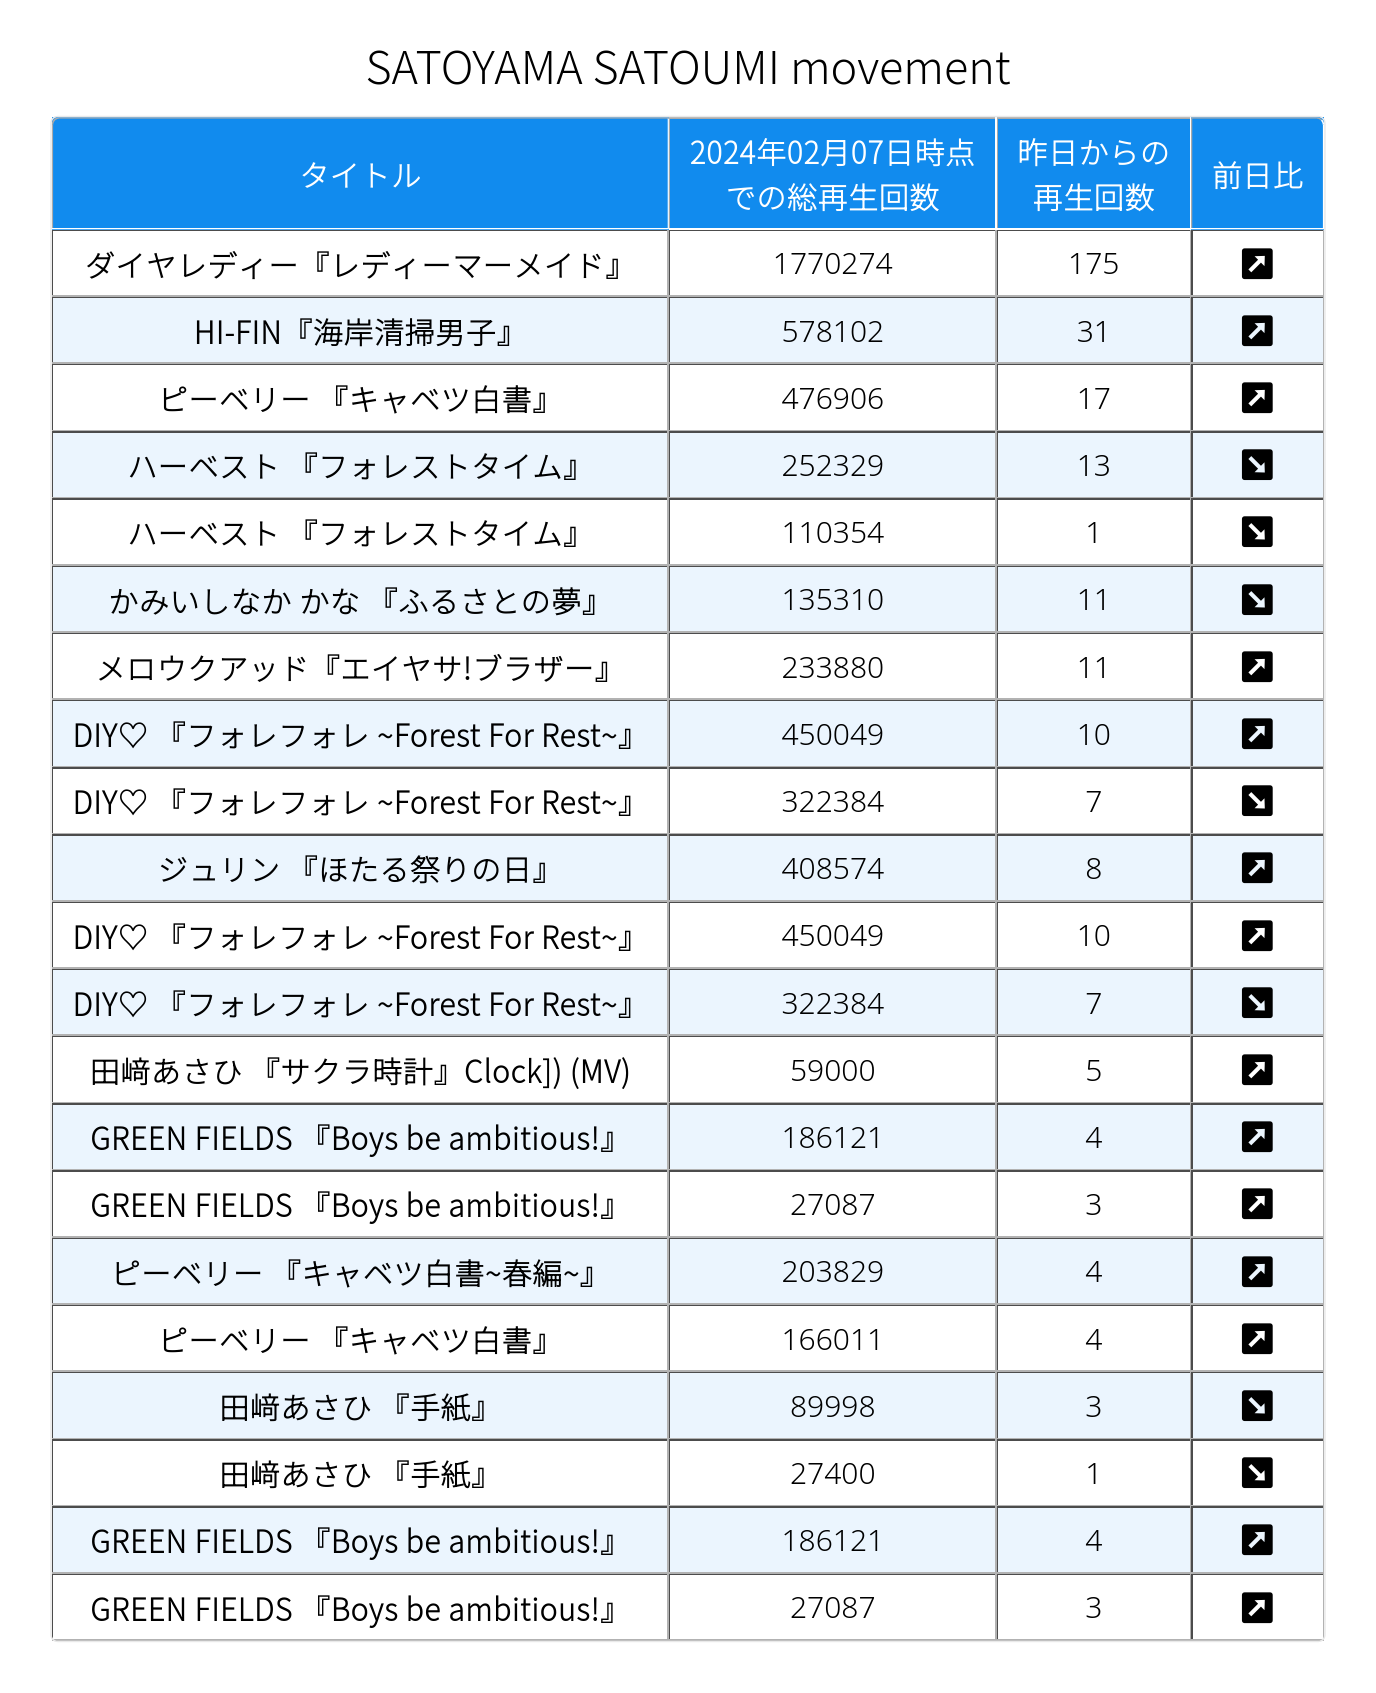 SATOYAMA SATOUMI movement
タイトル 2024年02月07日時点での総再生回数 昨日からの再生回数 前日比
ダイヤレディー『レディーマーメイド』 1770274 175
HI-FIN『海岸清掃男子』 578102 31
ピーベリー 『キャベツ白書』 476906 17
ハーベスト 『フォレストタイム』 252329 13
ハーベスト 『フォレストタイム』 110354 1
かみいしなか かな 『ふるさとの夢』 135310 11
メロウクアッド『エイヤサ!ブラザー』 233880 11
DIY♡ 『フォレフォレ ~Forest For Rest~』 450049 10
DIY♡ 『フォレフォレ ~Forest For Rest~』 322384 7
ジュリン 『ほたる祭りの日』 408574 8
DIY♡ 『フォレフォレ ~Forest For Rest~』 450049 10
DIY♡ 『フォレフォレ ~Forest For Rest~』 322384 7
田﨑あさひ 『サクラ時計』Clock]) (MV) 59000 5
GREEN FIELDS 『Boys be ambitious!』 186121 4
GREEN FIELDS 『Boys be ambitious!』 27087 3
ピーベリー 『キャベツ白書~春編~』 203829 4
ピーベリー 『キャベツ白書』 166011 4
田﨑あさひ 『手紙』 89998 3
田﨑あさひ 『手紙』 27400 1
GREEN FIELDS 『Boys be ambitious!』 186121 4
GREEN FIELDS 『Boys be ambitious!』 27087 3